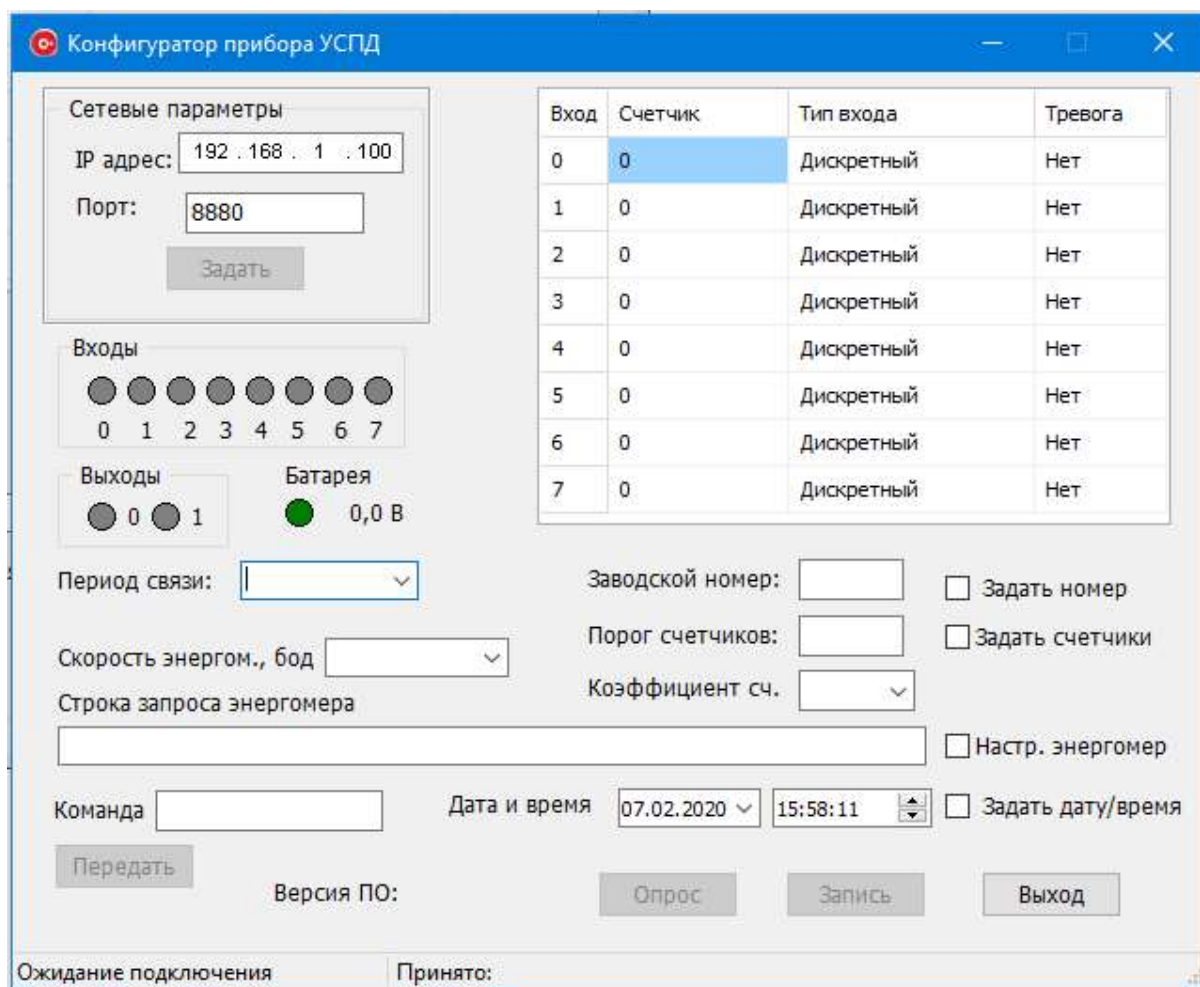 Конфигуратор прибора УСПД
Сетевые параметры
IP адрес: 192 . 168 . 1 . 100
Порт: 8880
Задать
Вход Счетчик Тип входа Тревога
0 0 Дискретный Нет
1 0 Дискретный Нет
2 0 Дискретный Нет
3 0 Дискретный Нет
4 0 Дискретный Нет
5 0 Дискретный Нет
6 0 Дискретный Нет
7 0 Дискретный Нет
Входы
0 1 2 3 4 5 6 7
Выходы
0 1
Батарея
0,0 В
Период связи:
Заводской номер:
Задать номер
Скорость энергом., бод
Порог счетчиков:
Задать счетчики
Коэффициент сч.
Строка запроса энергомера
Настр. энергомер
Команда
Дата и время 07.02.2020 15:58:11
Задать дату/время
Передать
Версия ПО:
Опрос
Запись
Выход
Ожидание подключения
Принято: